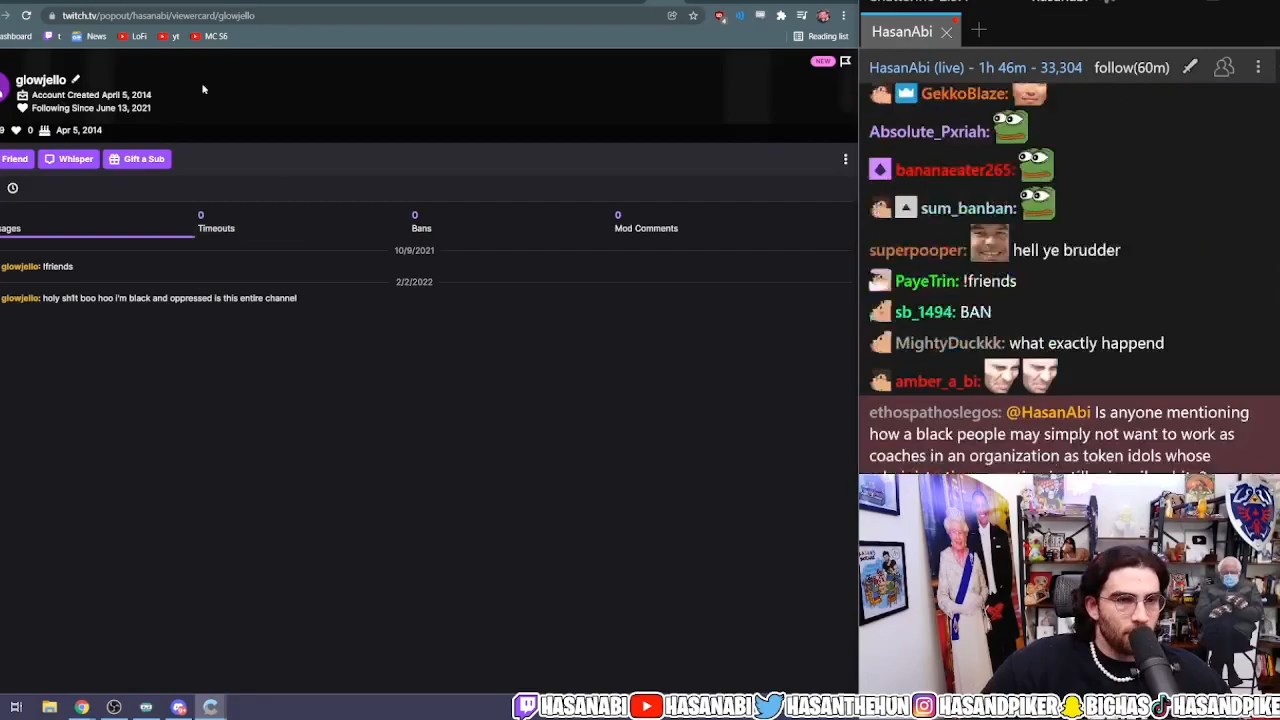 twitch.tv/popout/hasanabi/viewercard/glowjello
ashboard
t
News
LoFi
yt
MC S6
Reading list
glowjello
NEW
Account Created April 5, 2014
Following Since June 13, 2021
9
0
Apr 5, 2014
Friend
Whisper
Gift a Sub
0
0
0
sages
Timeouts
Bans
Mod Comments
10/9/2021
glowjello: !friends
2/2/2022
glowjello: holy sh1t boo hoo i'm black and oppressed is this entire channel
HasanAbi
HasanAbi (live) - 1h 46m - 33,304
follow(60m)
GekkoBlaze:
Absolute_Pxriah:
bananaeater265:
sum_banban:
superpooper: hell ye brudder
PayeTrin: !friends
sb_1494: BAN
MightyDuckkk: what exactly happend
amber_a_bi:
ethospathoslegos: @HasanAbi Is anyone mentioning
how a black people may simply not want to work as
coaches in an organization as token idols whose
HASANABI
HASANABI
HASANTHEHUN
HASANDPIKER
BIGHAS
HASANDPIKE